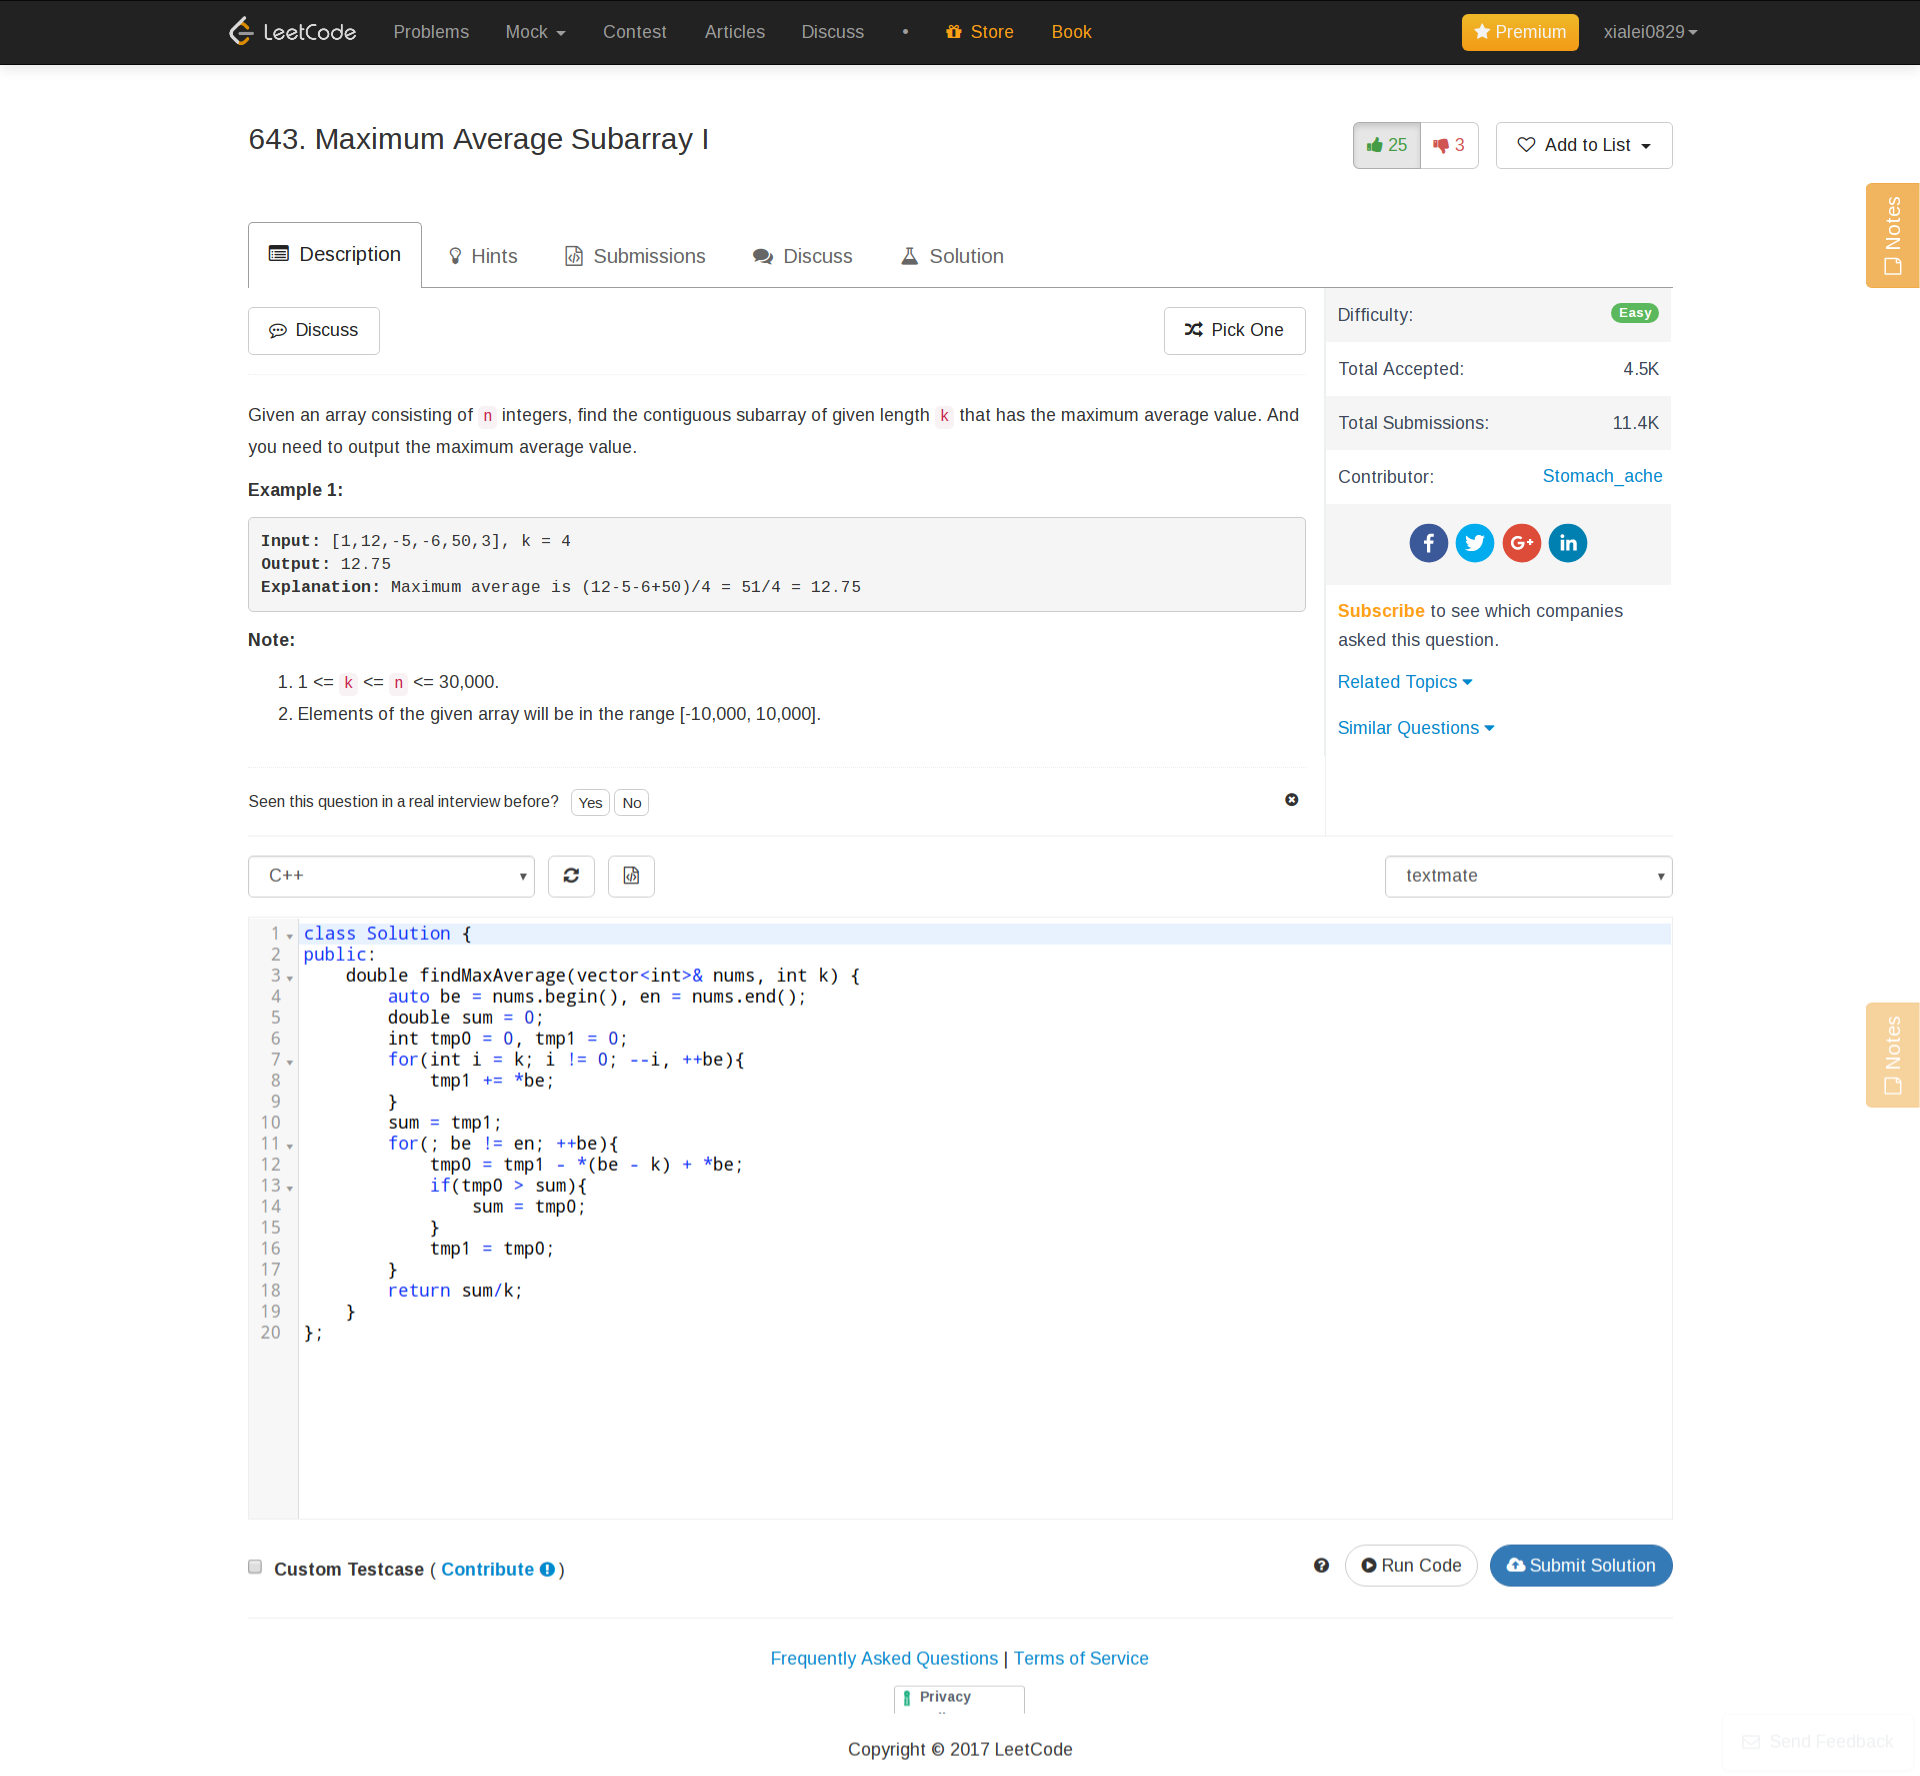 LeetCode Problems Mock Contest Articles Discuss • Store Book Premium xialei0829
643. Maximum Average Subarray I
25 3 Add to List
Notes
Description Hints Submissions Discuss Solution
Discuss Pick One
Difficulty: Easy
Total Accepted: 4.5K
Total Submissions: 11.4K
Contributor: Stomach_ache
Given an array consisting of n integers, find the contiguous subarray of given length k that has the maximum average value. And
you need to output the maximum average value.
Example 1:
Input: [1,12,-5,-6,50,3], k = 4
Output: 12.75
Explanation: Maximum average is (12-5-6+50)/4 = 51/4 = 12.75
Note:
1. 1 <= k <= n <= 30,000.
2. Elements of the given array will be in the range [-10,000, 10,000].
Subscribe to see which companies
asked this question.
Related Topics
Similar Questions
Seen this question in a real interview before? Yes No
C++ textmate
1 class Solution {
2 public:
3     double findMaxAverage(vector<int>& nums, int k) {
4         auto be = nums.begin(), en = nums.end();
5         double sum = 0;
6         int tmp0 = 0, tmp1 = 0;
7         for(int i = k; i != 0; --i, ++be){
8             tmp1 += *be;
9         }
10         sum = tmp1;
11         for(; be != en; ++be){
12             tmp0 = tmp1 - *(be - k) + *be;
13             if(tmp0 > sum){
14                 sum = tmp0;
15             }
16             tmp1 = tmp0;
17         }
18         return sum/k;
19     }
20 };
Notes
Custom Testcase ( Contribute ) Run Code Submit Solution
Frequently Asked Questions | Terms of Service
Privacy
Copyright © 2017 LeetCode
Send Feedback